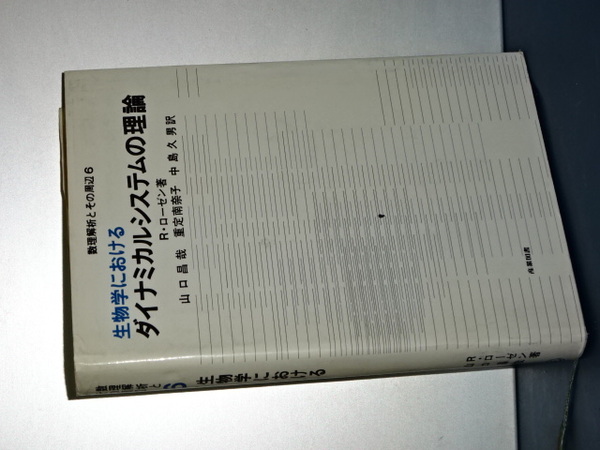 数理解析とその周辺6
生物学における
ダイナミカルシステムの理論
R・ローゼン著
山口昌哉 重定南奈子 中島久男訳
産業図書
数理解析と
6
生物学における
R・ローゼン著